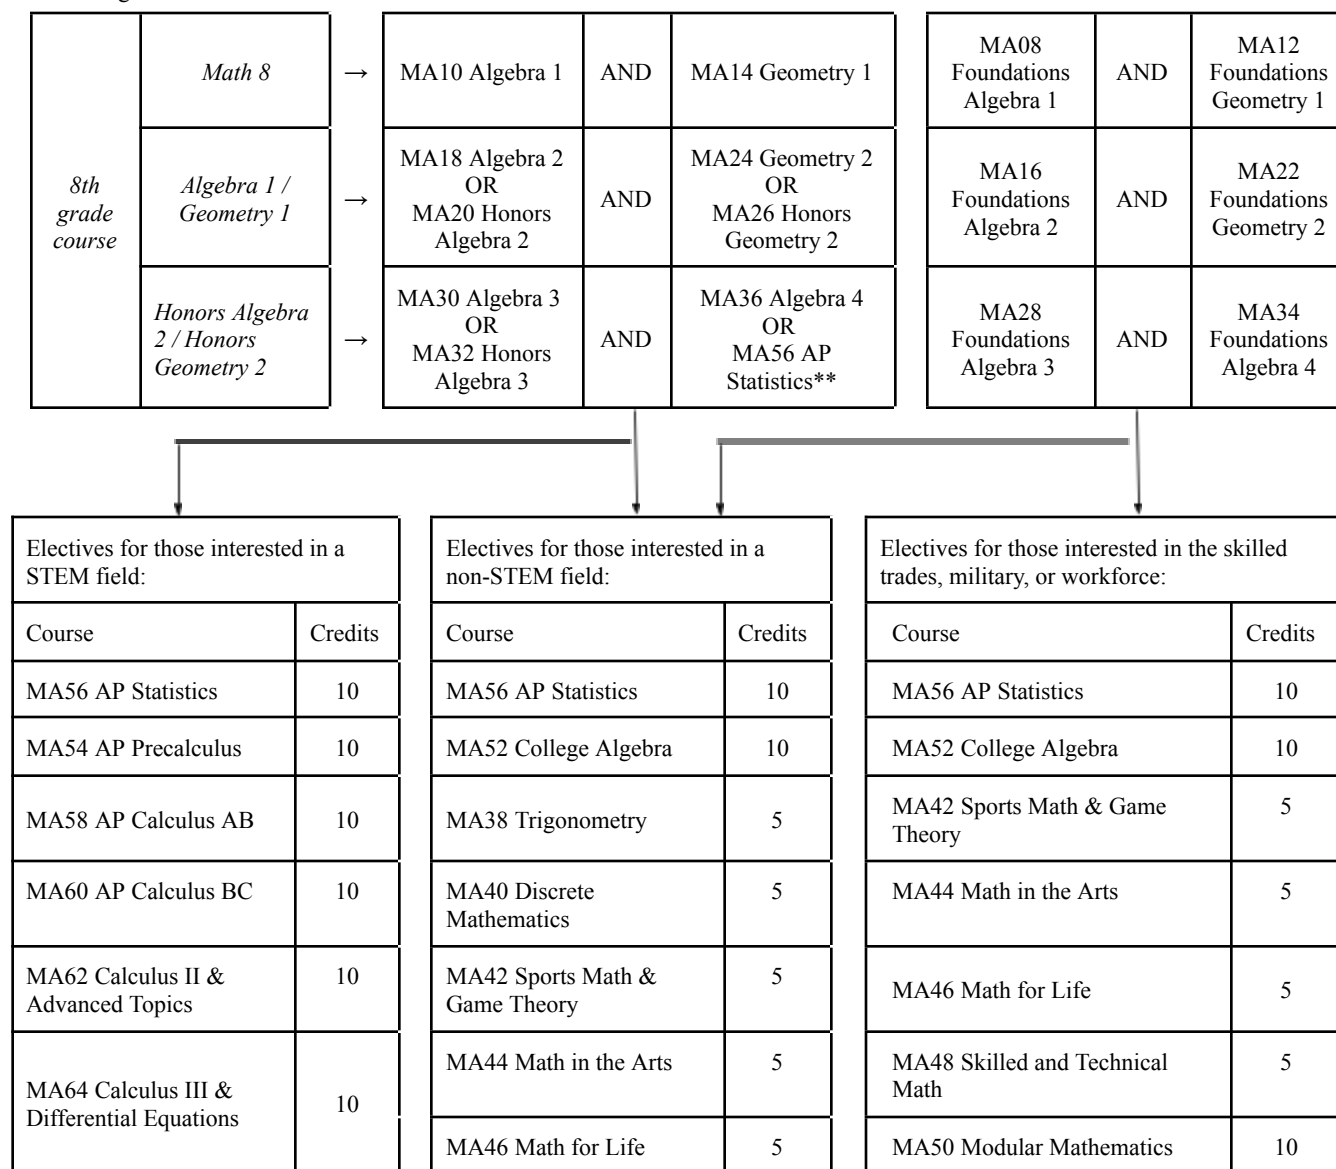 8th
grade
course
Math 8
→
MA10 Algebra 1
AND
MA14 Geometry 1
MA08
Foundations
Algebra 1
AND
MA12
Foundations
Geometry 1
Algebra 1 /
Geometry 1
→
MA18 Algebra 2
OR
MA20 Honors
Algebra 2
AND
MA24 Geometry 2
OR
MA26 Honors
Geometry 2
MA16
Foundations
Algebra 2
AND
MA22
Foundations
Geometry 2
Honors Algebra
2 / Honors
Geometry 2
→
MA30 Algebra 3
OR
MA32 Honors
Algebra 3
AND
MA36 Algebra 4
OR
MA56 AP
Statistics**
MA28
Foundations
Algebra 3
AND
MA34
Foundations
Algebra 4
Electives for those interested in a
STEM field:
Course Credits
MA56 AP Statistics 10
MA54 AP Precalculus 10
MA58 AP Calculus AB 10
MA60 AP Calculus BC 10
MA62 Calculus II &
Advanced Topics 10
MA64 Calculus III &
Differential Equations 10
Electives for those interested in a
non-STEM field:
Course Credits
MA56 AP Statistics 10
MA52 College Algebra 10
MA38 Trigonometry 5
MA40 Discrete
Mathematics 5
MA42 Sports Math &
Game Theory 5
MA44 Math in the Arts 5
MA46 Math for Life 5
Electives for those interested in the skilled
trades, military, or workforce:
Course Credits
MA56 AP Statistics 10
MA52 College Algebra 10
MA42 Sports Math & Game
Theory 5
MA44 Math in the Arts 5
MA46 Math for Life 5
MA48 Skilled and Technical
Math 5
MA50 Modular Mathematics 10